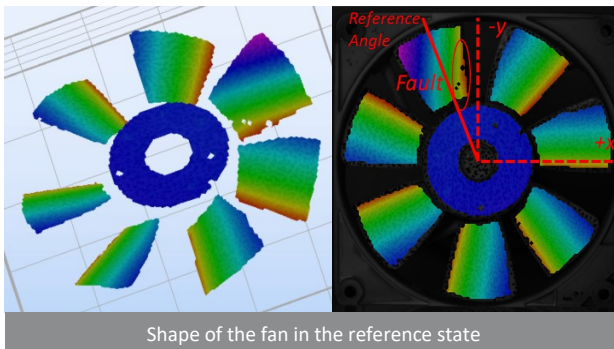 Reference
Angle
-y
Fault
+x
Shape of the fan in the reference state